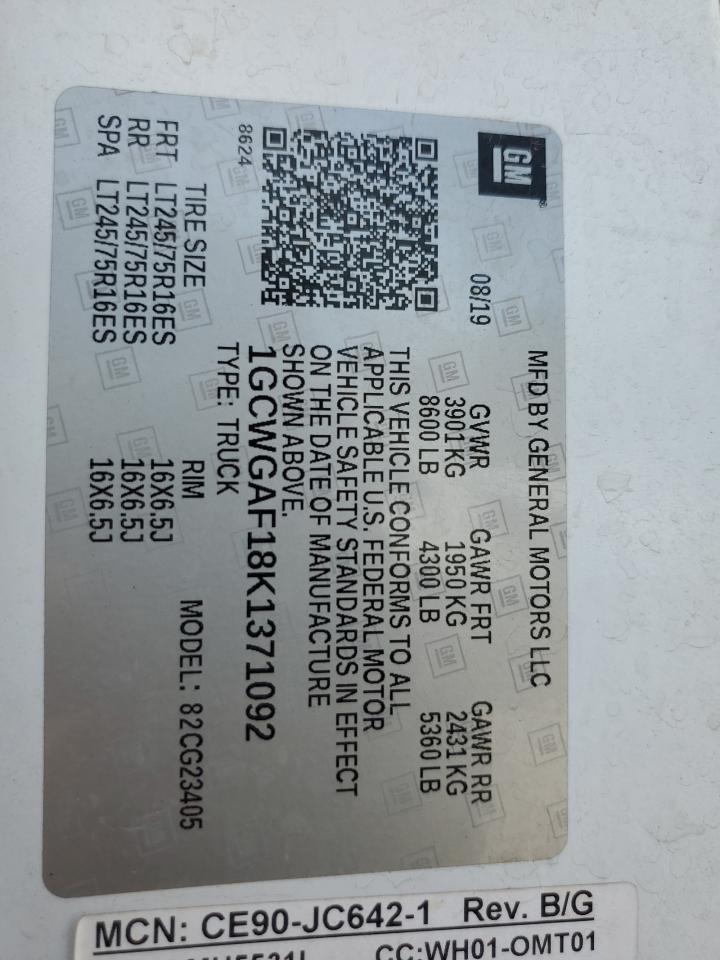 GM
MFD BY GENERAL MOTORS LLC
08/19 GVWR GAWR FRT GAWR RR
3901 KG 1950 KG 2431 KG
8600 LB 4300 LB 5360 LB
THIS VEHICLE CONFORMS TO ALL
APPLICABLE U.S. FEDERAL MOTOR
VEHICLE SAFETY STANDARDS IN EFFECT
ON THE DATE OF MANUFACTURE
SHOWN ABOVE.
8624 1GCWGAF18K1371092
TYPE: TRUCK
TIRE SIZE RIM MODEL: 82CG23405
FRT LT245/75R16ES 16X6.5J
RR LT245/75R16ES 16X6.5J
SPA LT245/75R16ES 16X6.5J
MCN: CE90-JC642-1 Rev. B/G
CC:WH01-OMT01